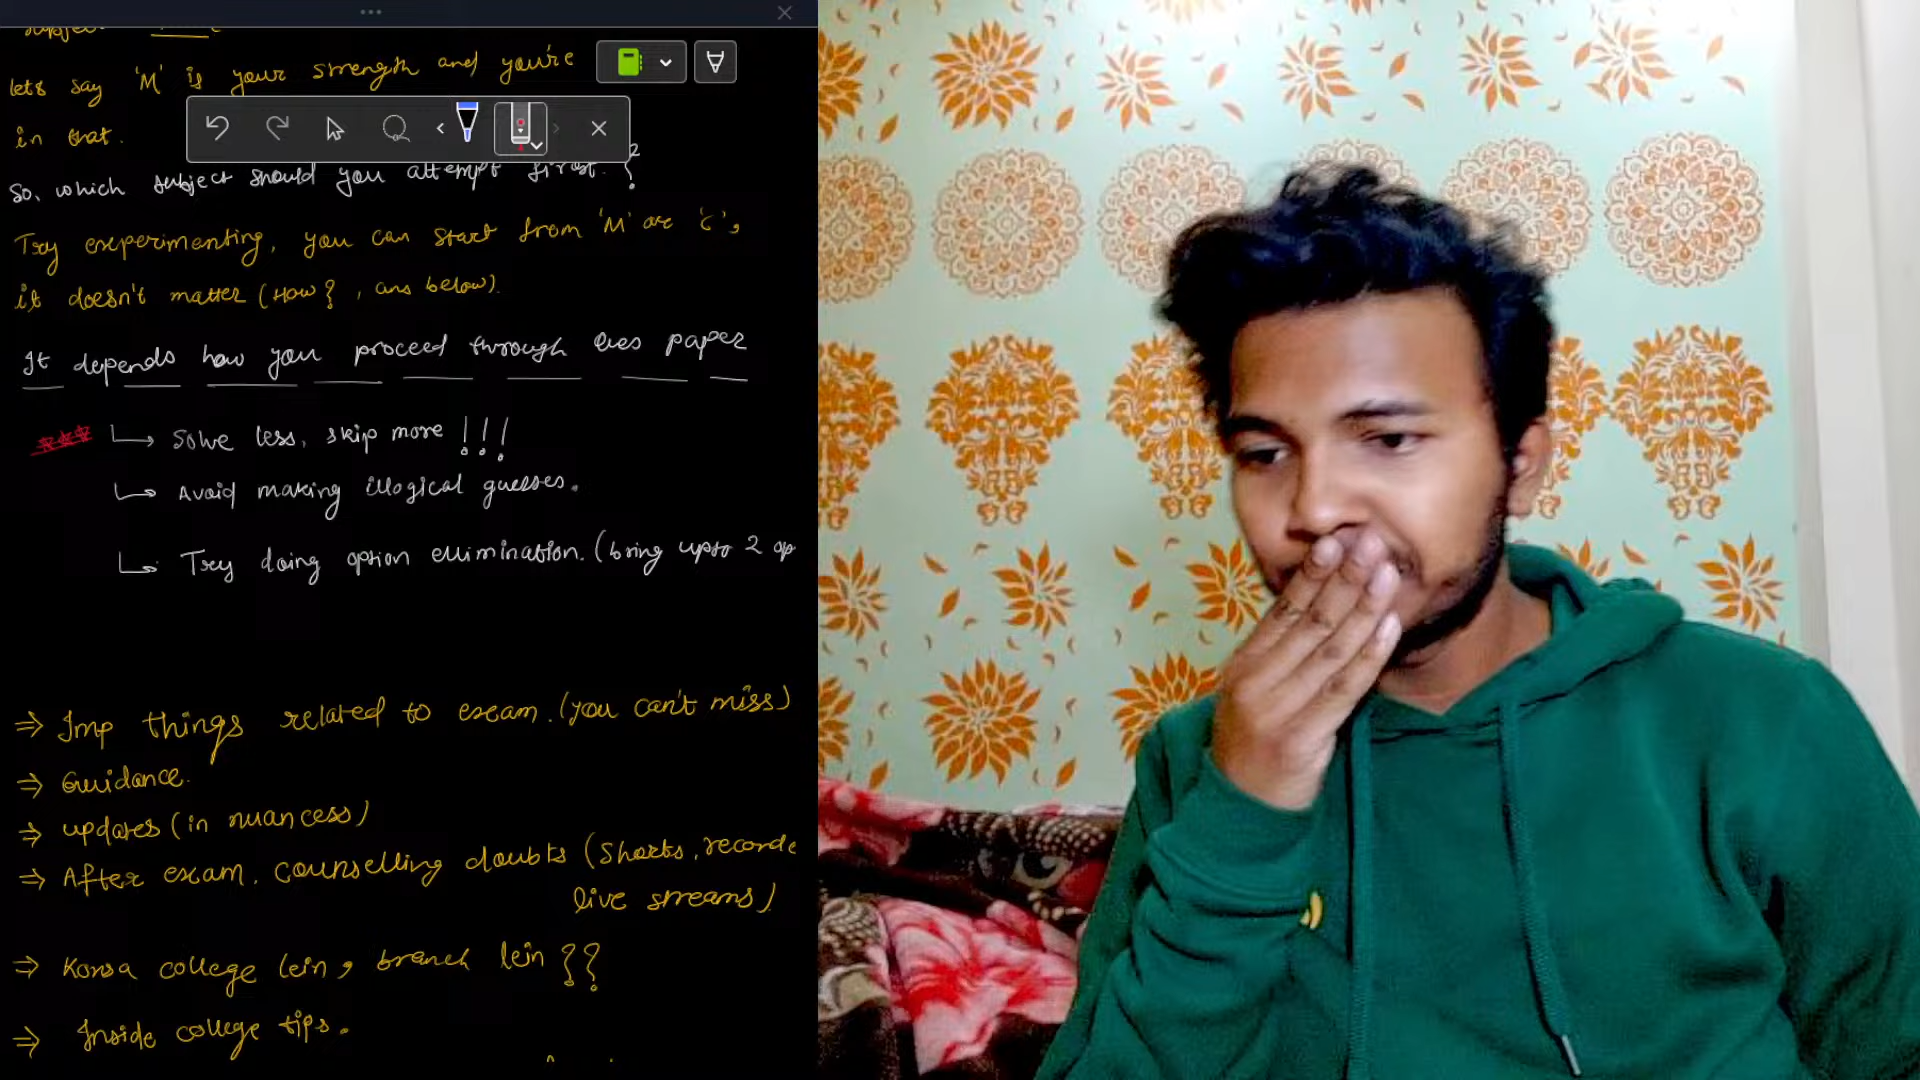 lets say 'M' is your strength and you're
in that.
So, which subject should you attempt first. ?
Try experimenting, you can start from 'M' are 'c',
it doesn't matter (How?, ans below).
It depends how you proceed through the paper
*** ↳ Solve less, skip more !!!
↳ Avoid making illogical guesses.
↳ Try doing option ellimination. (bring upto 2 op
⇒ Imp things related to exam. (you can't miss)
⇒ Guidance.
⇒ updates (in nuancess)
⇒ After exam, counselling doubts (Shorts, recorde
live streams)
⇒ Konsa college lein, branch lein ??
⇒ Inside college tips.